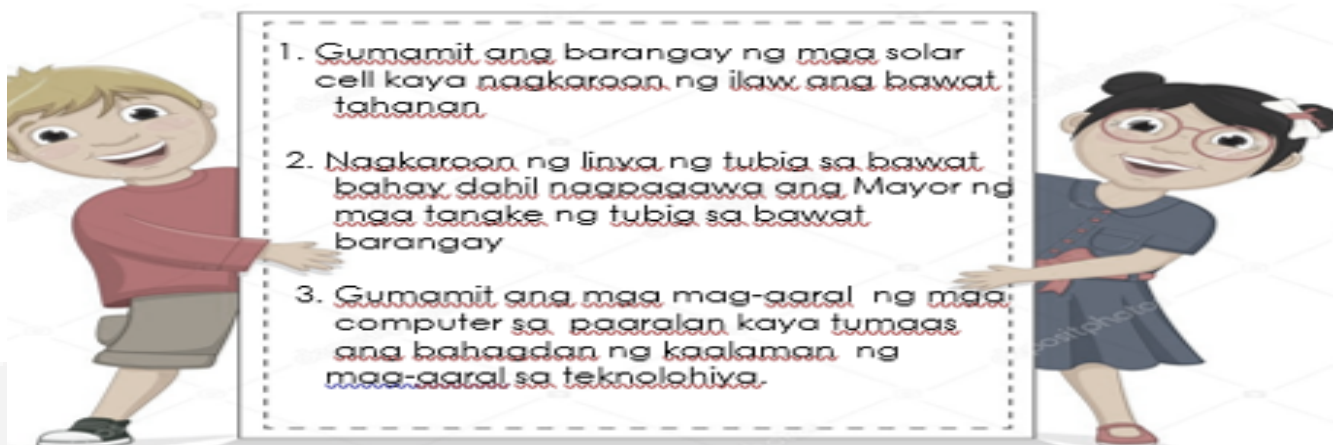 1. Gumamit ang barangay ng mga solar
cell kaya nagkaroon ng ilaw ang bawat
tahanan
2. Nagkaroon ng linya ng tubig sa bawat
bahay dahil nagpagawa ang Mayor ng
mga tangke ng tubig sa bawat
barangay
3. Gumamit ang mga mag-aaral ng mga
computer sa paaralan kaya tumaas
ang bahagdan ng kaalaman ng
mag-aaral sa teknolohiya.